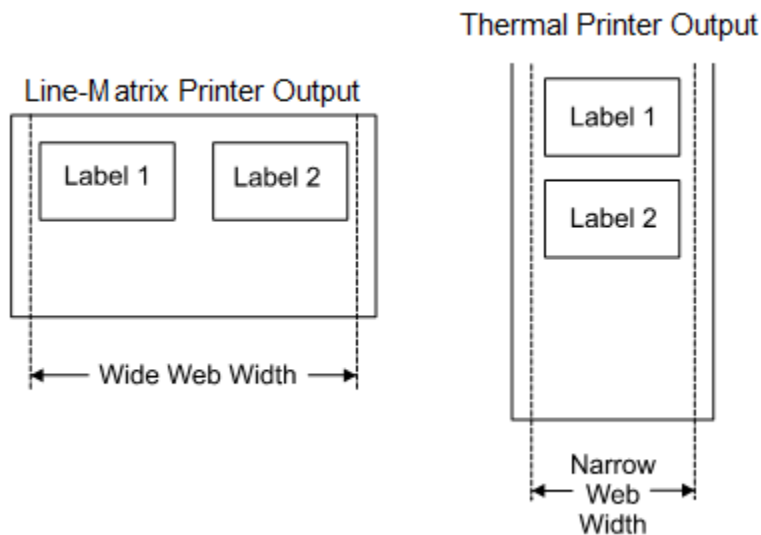 Thermal Printer Output
Line-Matrix Printer Output
Label 1
Label 2
Wide Web Width
Label 1
Label 2
Narrow
Web
Width